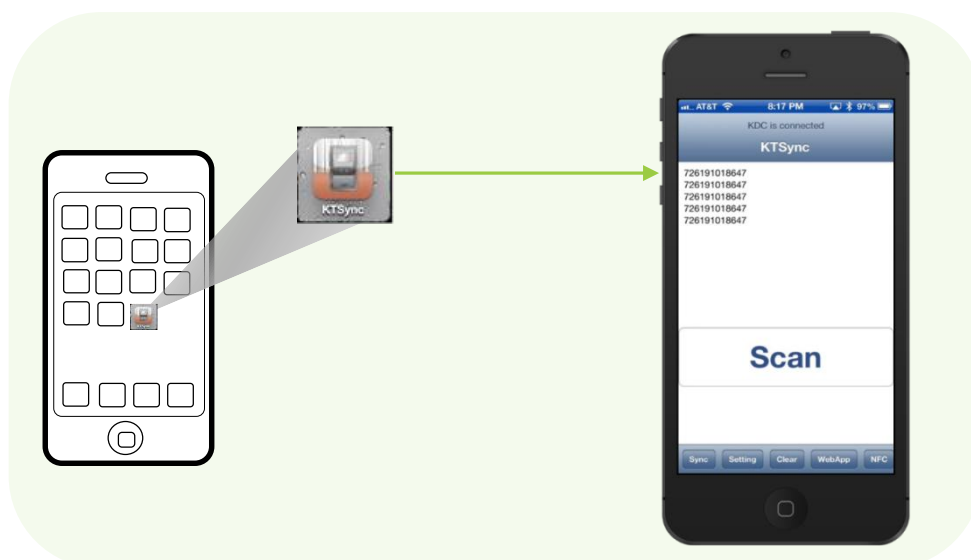 KTSync
AT&T 8:17 PM 97%
KDC is connected
KTSync
726191018647
726191018647
726191018647
726191018647
726191018647
Scan
Sync Setting Clear WebApp NFC